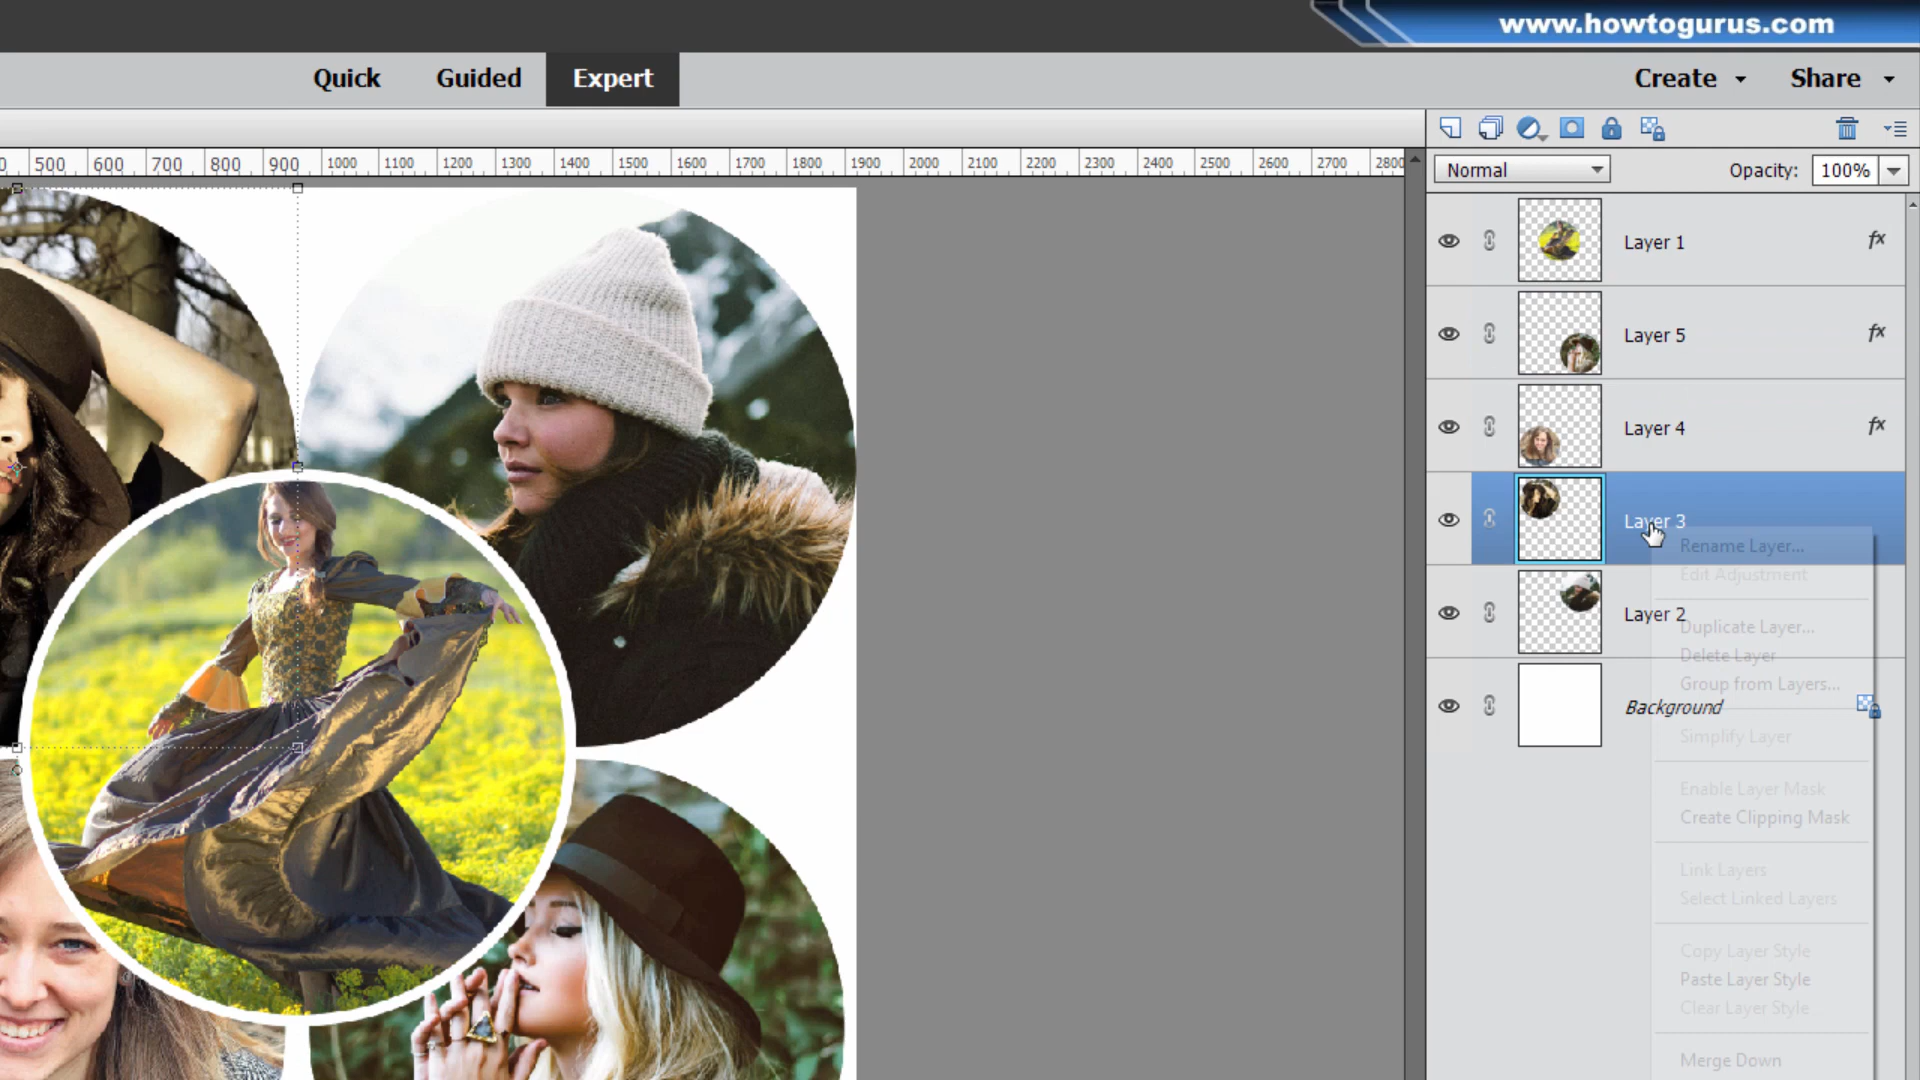 www.howtogurus.com
Quick Guided Expert Create Share
0 500 600 700 800 900 1000 1100 1200 1300 1400 1500 1600 1700 1800 1900 2000 2100 2200 2300 2400 2500 2600 2700 2800
Normal Opacity: 100%
Layer 1 fx
Layer 5 fx
Layer 4 fx
Layer 3
Rename Layer...
Edit Adjustment
Layer 2
Duplicate Layer...
Delete Layer
Group from Layers...
Background
Simplify Layer
Enable Layer Mask
Create Clipping Mask
Link Layers
Select Linked Layers
Copy Layer Style
Paste Layer Style
Clear Layer Style
Merge Down